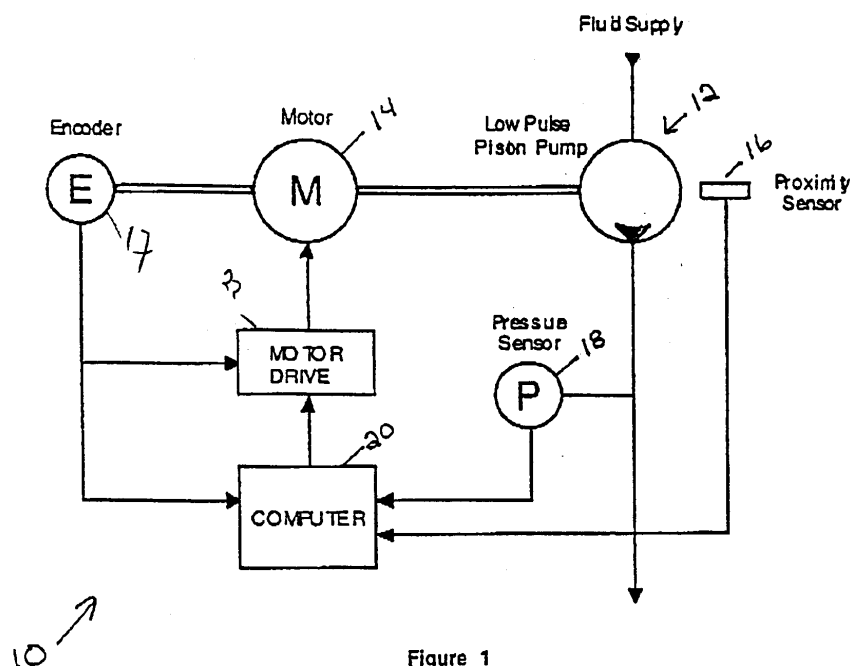 Fluid Supply
12
Encoder
Motor
14
Low Pulse
Pison Pump
16
Proximity
Sensor
E
M
17
3
MOTOR
DRIVE
Pressure
Sensor
18
P
20
COMPUTER
10
Figure 1